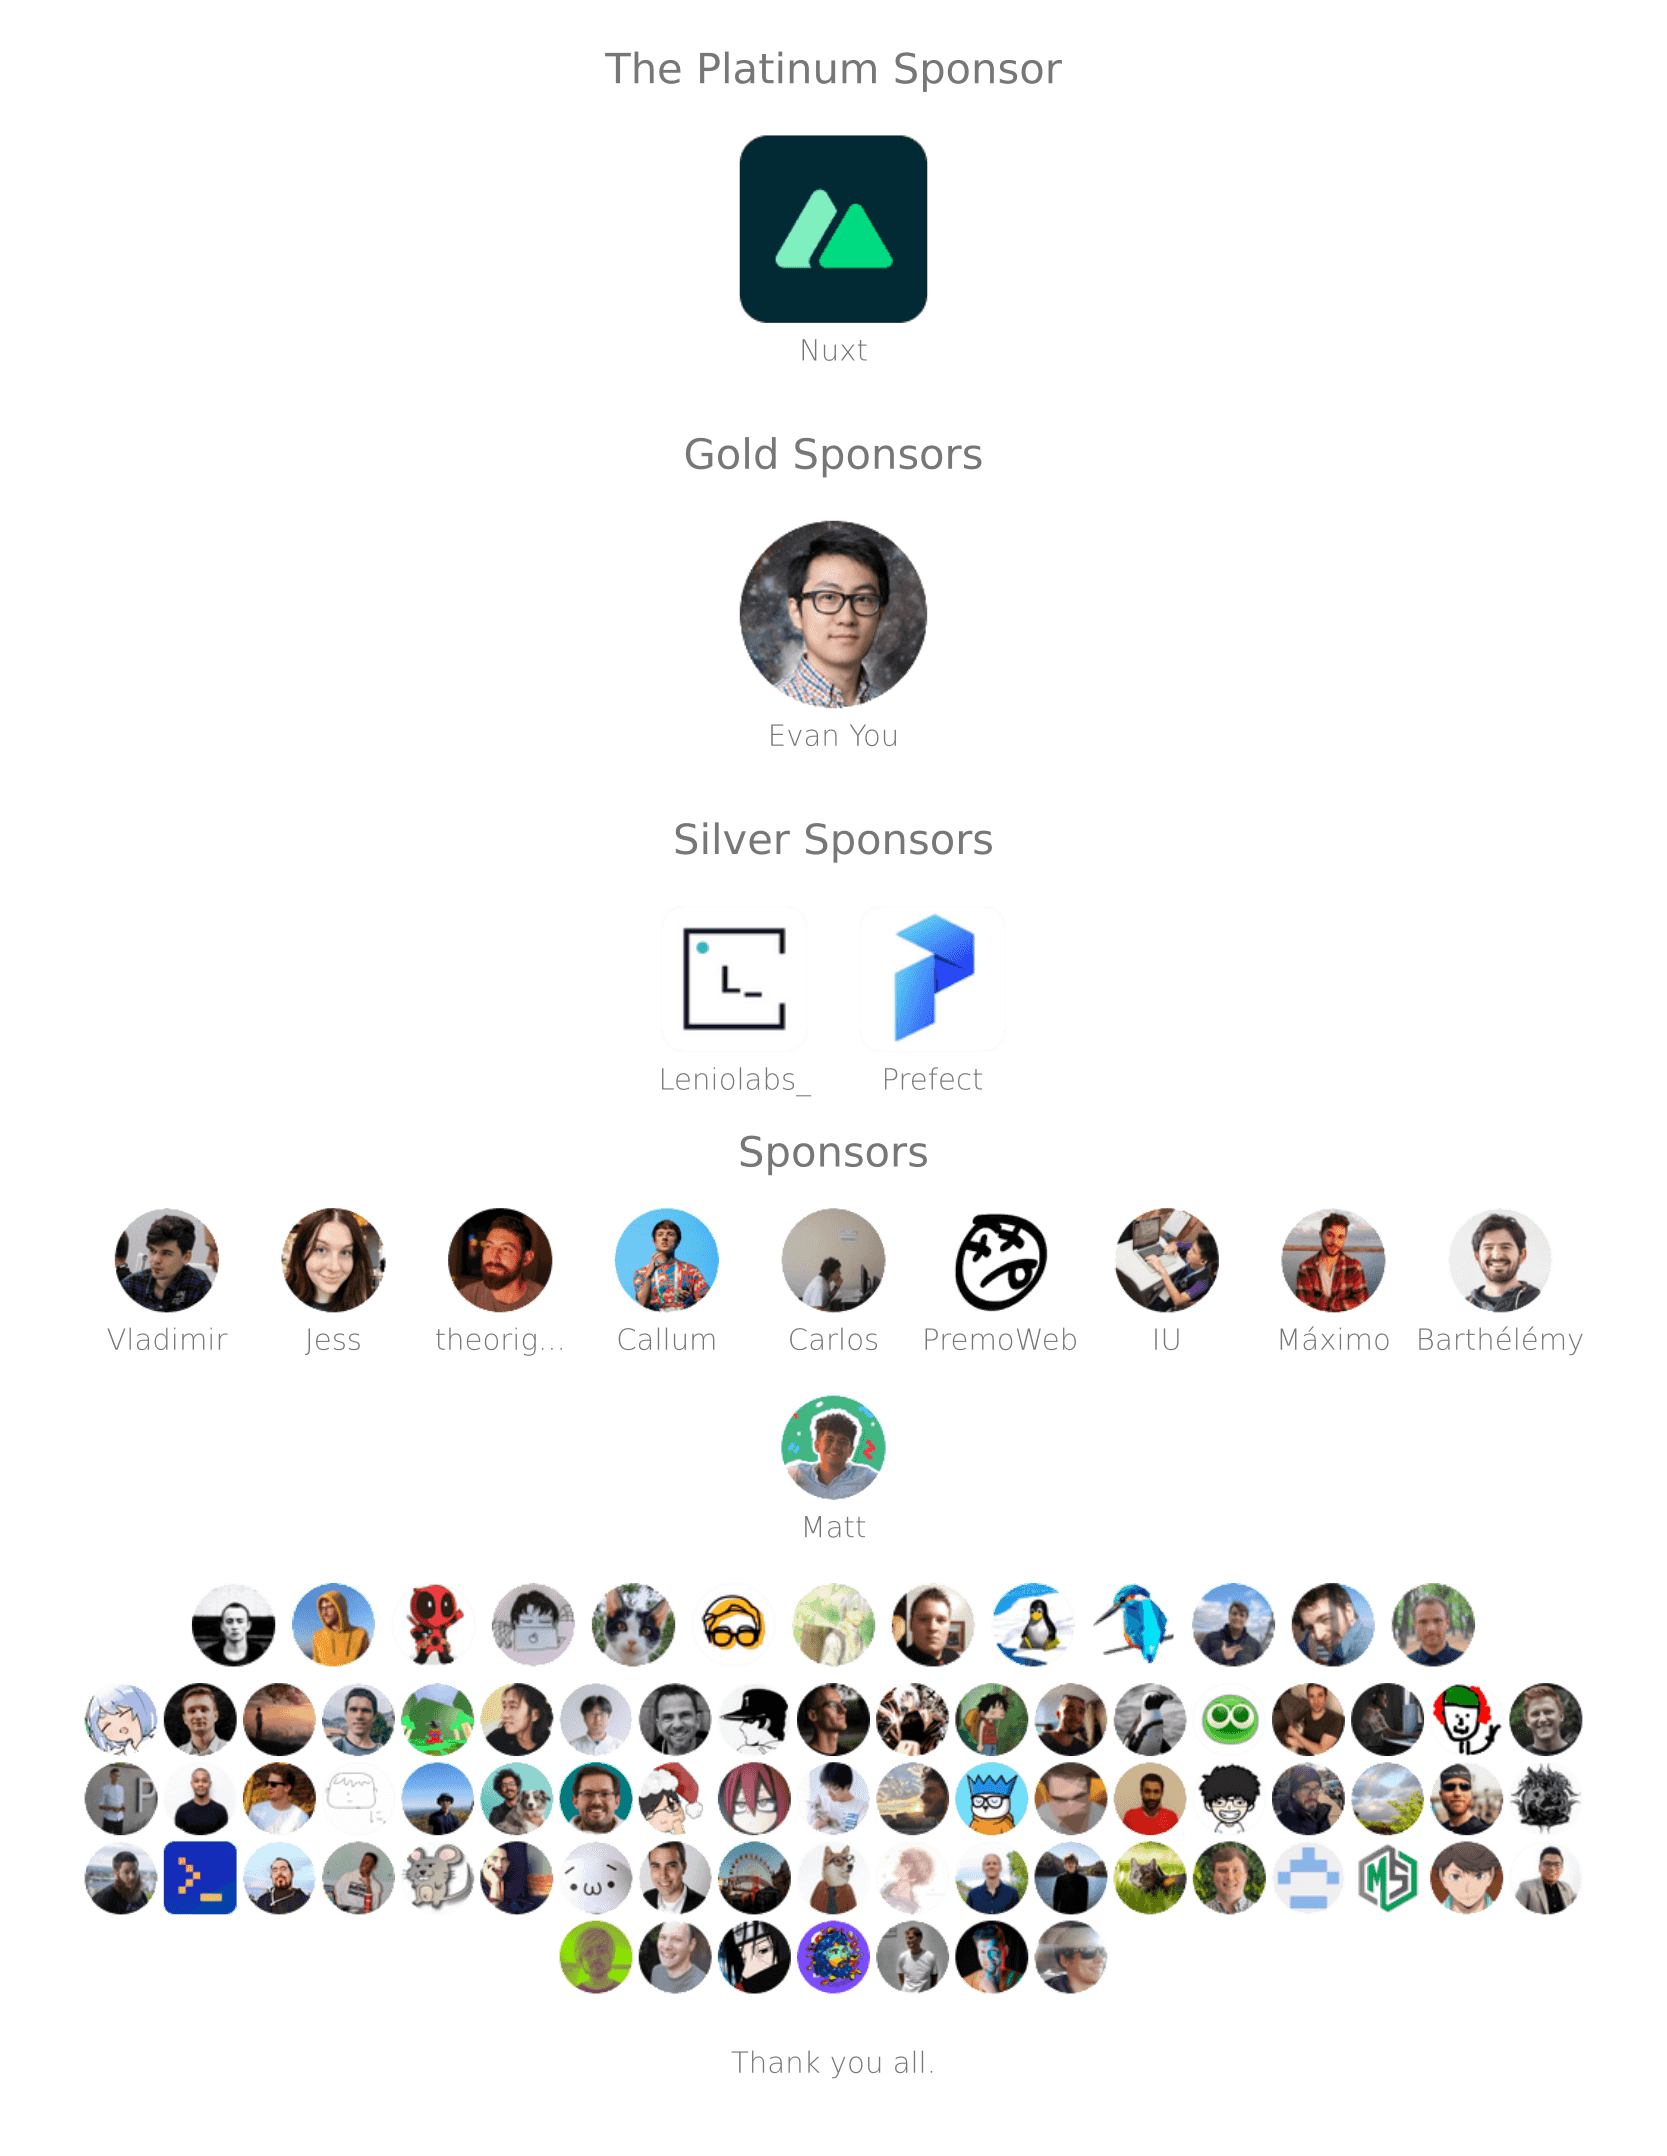 The Platinum Sponsor
Nuxt
Gold Sponsors
Evan You
Silver Sponsors
L_
Leniolabs_ Prefect
Sponsors
Vladimir Jess theorig... Callum Carlos PremoWeb IU Máximo Barthélémy
Matt
P
MS
Thank you all.